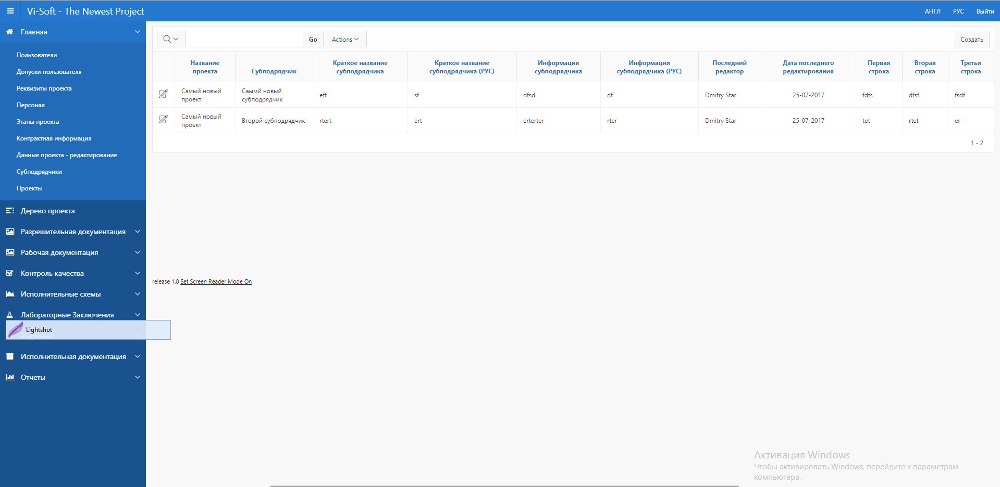 Vi-Soft - The Newest Project
АНГЛ РУС Выйти
Главная
Пользователи
Допуски пользователя
Реквизиты проекта
Персонал
Этапы проекта
Контрактная информация
Данные проекта - редактирование
Субподрядчики
Проекты
Дерево проекта
Разрешительная документация
Рабочая документация
Контроль качества
Исполнительные схемы
Лабораторные Заключения
Lightshot
Журналы
Исполнительная документация
Отчеты
Go Actions Создать
Название проекта Субподрядчик Краткое название субподрядчика Краткое название субподрядчика (РУС) Информация субподрядчика Информация субподрядчика (РУС) Последний редактор Дата последнего редактирования Первая строка Вторая строка Третья строка
Самый новый проект Саымй новый субподрядчик eff sf dfsd df Dmitry Star 25-07-2017 fdfs dfsf fsdf
Самый новый проект Второй субподрядчик rtert ert erterter rter Dmitry Star 25-07-2017 tet rtet er
1 - 2
release 1.0 Set Screen Reader Mode On
Активация Windows
Чтобы активировать Windows, перейдите к параметрам
компьютера.